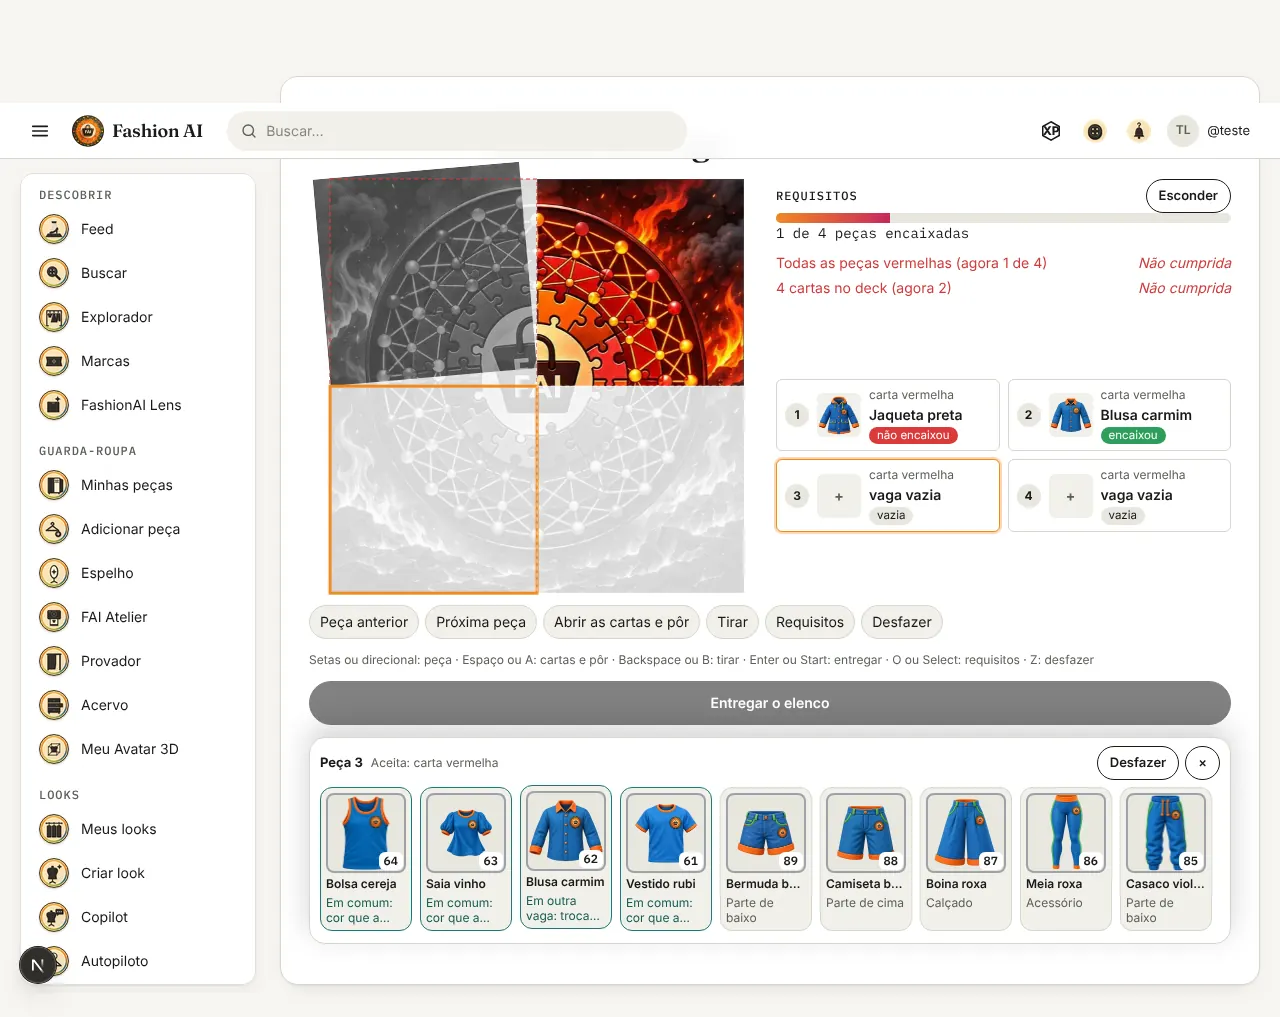 Fashion AI
Buscar...
XP
TL
@teste
DESCOBRIR
Feed
Buscar
Explorador
Marcas
FashionAI Lens
GUARDA-ROUPA
Minhas peças
Adicionar peça
Espelho
FAI Atelier
Provador
Acervo
Meu Avatar 3D
LOOKS
Meus looks
Criar look
Copilot
Autopiloto
N
FAI
REQUISITOS
Esconder
1 de 4 peças encaixadas
Todas as peças vermelhas (agora 1 de 4)
Não cumprida
4 cartas no deck (agora 2)
Não cumprida
1
carta vermelha
Jaqueta preta
não encaixou
2
carta vermelha
Blusa carmim
encaixou
3
+
carta vermelha
vaga vazia
vazia
4
+
carta vermelha
vaga vazia
vazia
Peça anterior
Próxima peça
Abrir as cartas e pôr
Tirar
Requisitos
Desfazer
Setas ou direcional: peça · Espaço ou A: cartas e pôr · Backspace ou B: tirar · Enter ou Start: entregar · O ou Select: requisitos · Z: desfazer
Entregar o elenco
Peça 3 Aceita: carta vermelha
Desfazer
×
64
Bolsa cereja
Em comum:
cor que a...
63
Saia vinho
Em comum:
cor que a...
62
Blusa carmim
Em outra
vaga: troca...
61
Vestido rubi
Em comum:
cor que a...
89
Bermuda b...
Parte de
baixo
88
Camiseta b...
Parte de cima
87
Boina roxa
Calçado
86
Meia roxa
Acessório
85
Casaco viol...
Parte de
baixo